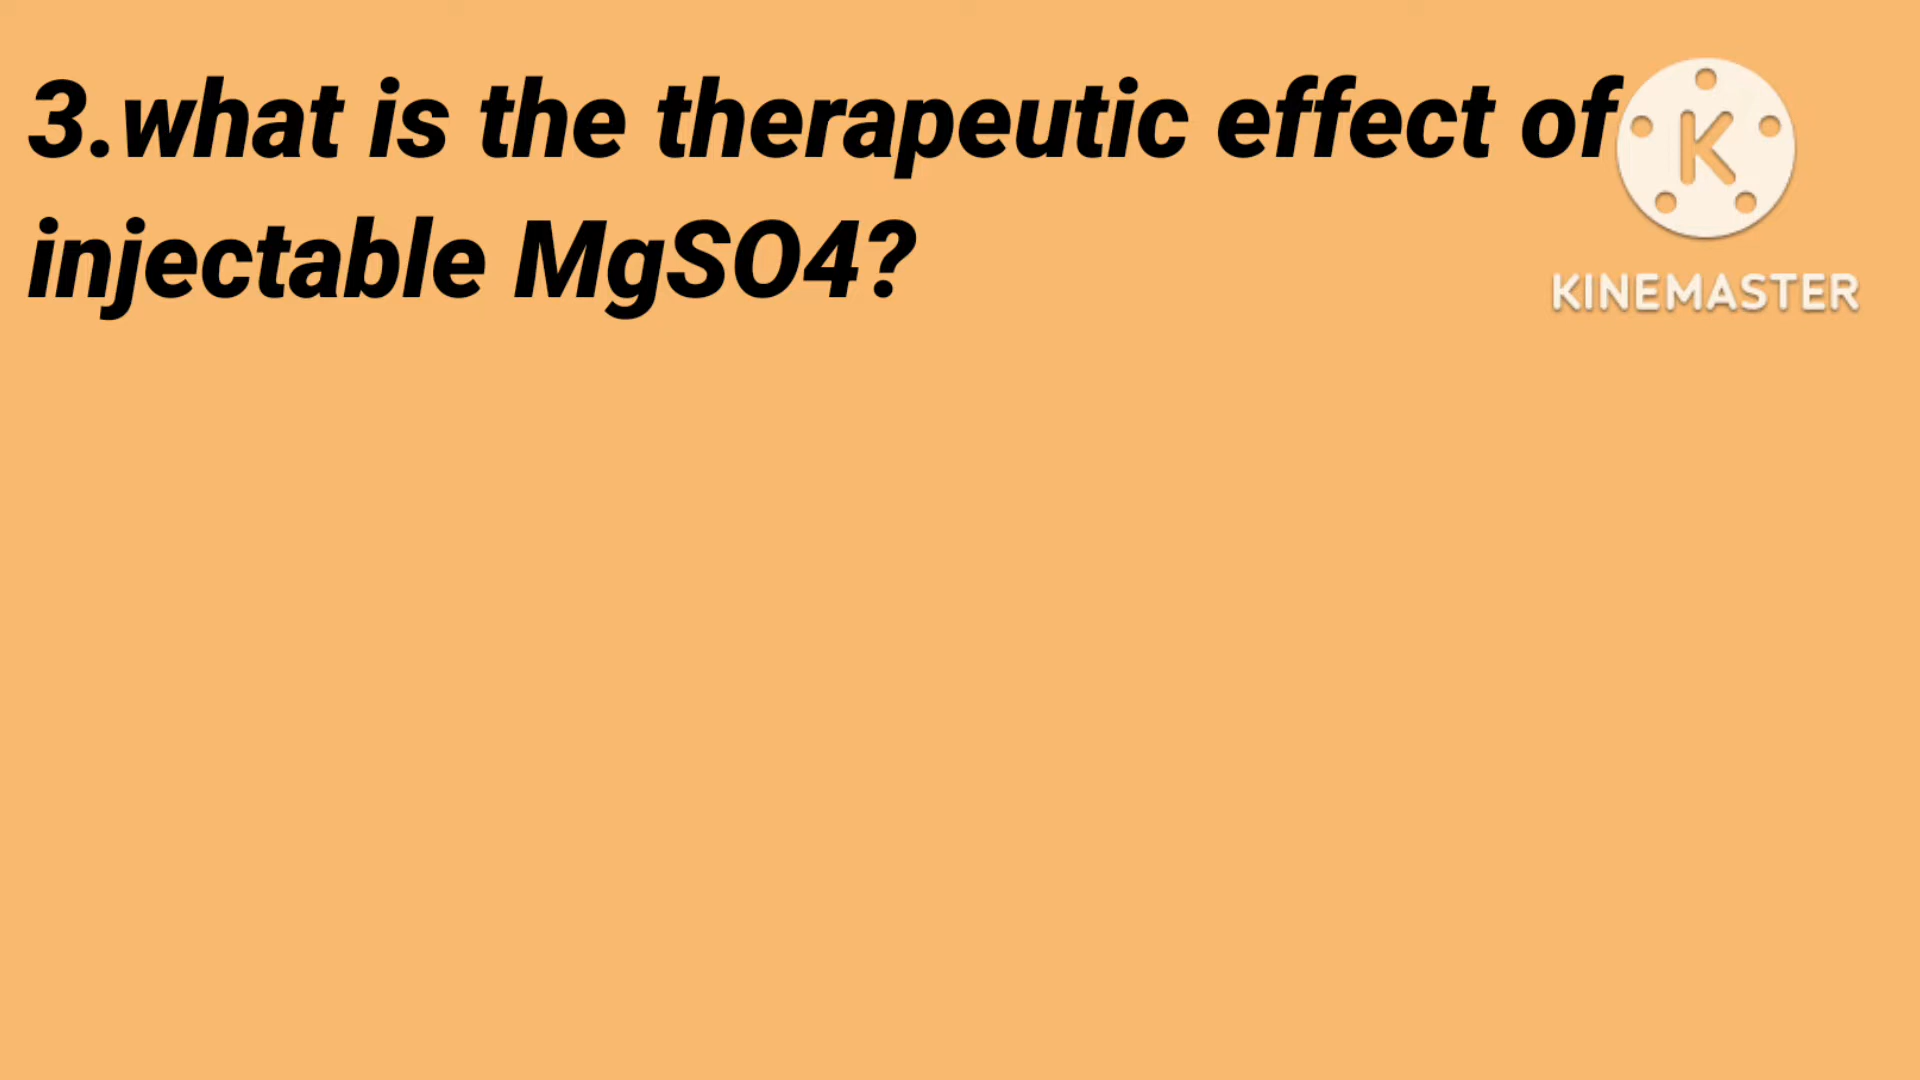 3.what is the therapeutic effect of
injectable MgSO4?
K
KINEMASTER